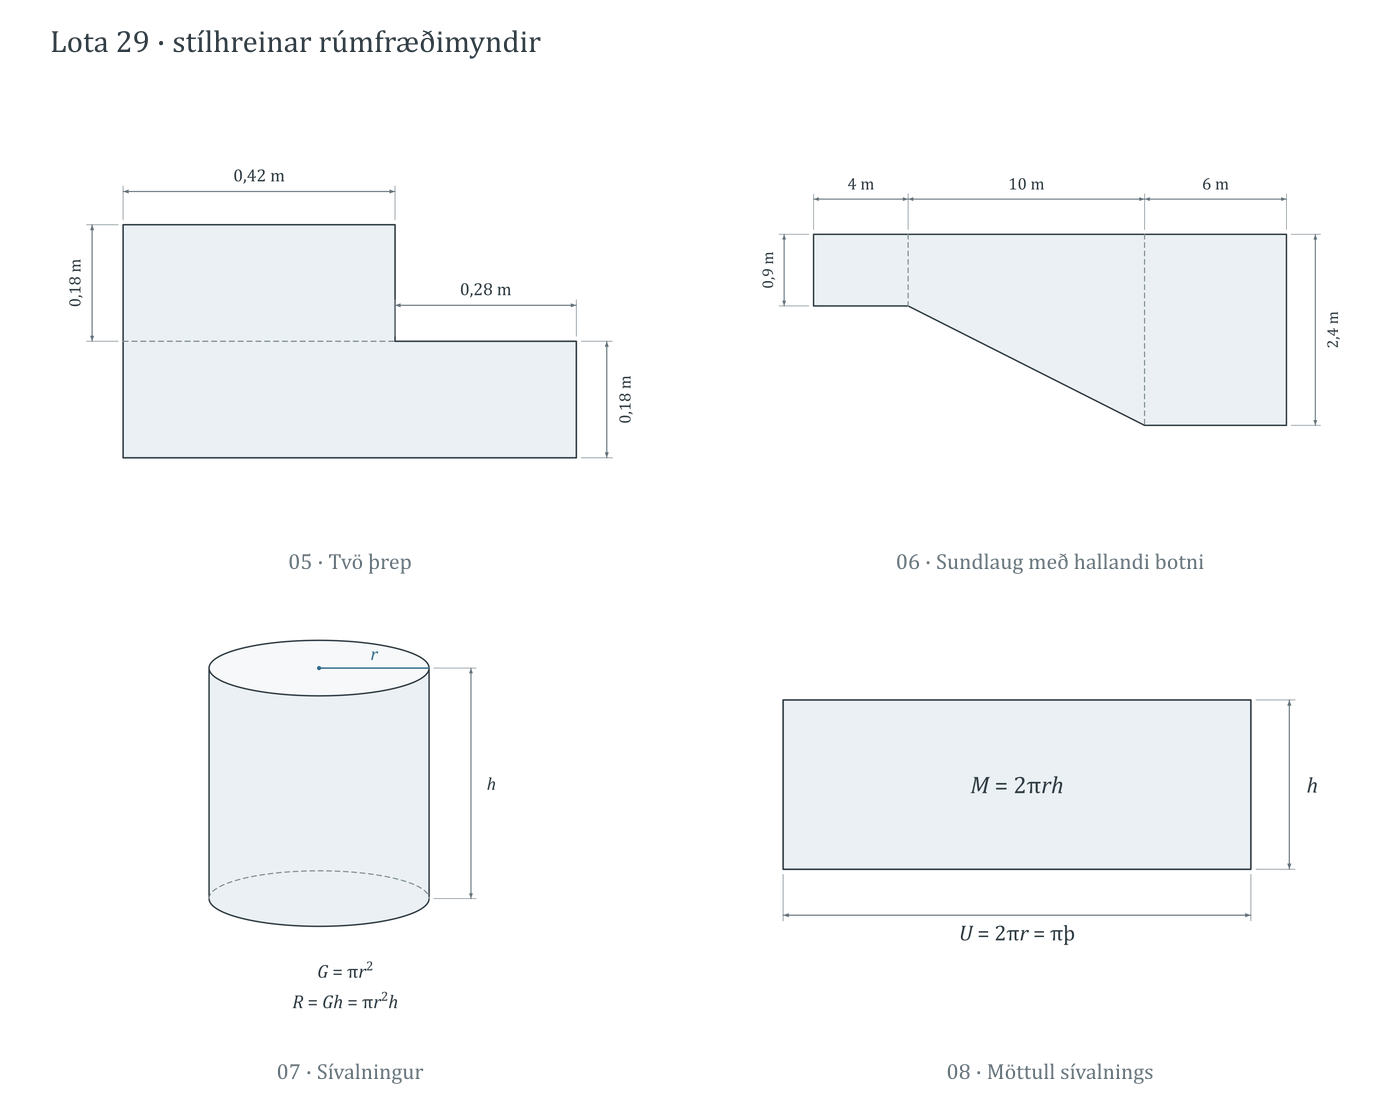 Lota 29 · stílhreinar rúmfræðimyndir
0,42 m
0,18 m
0,28 m
0,18 m
05 · Tvö þrep
4 m
10 m
6 m
0,9 m
2,4 m
06 · Sundlaug með hallandi botni
r
h
G = πr²
R = Gh = πr²h
07 · Sívalningur
M = 2πrh
h
U = 2πr = πþ
08 · Möttull sívalnings